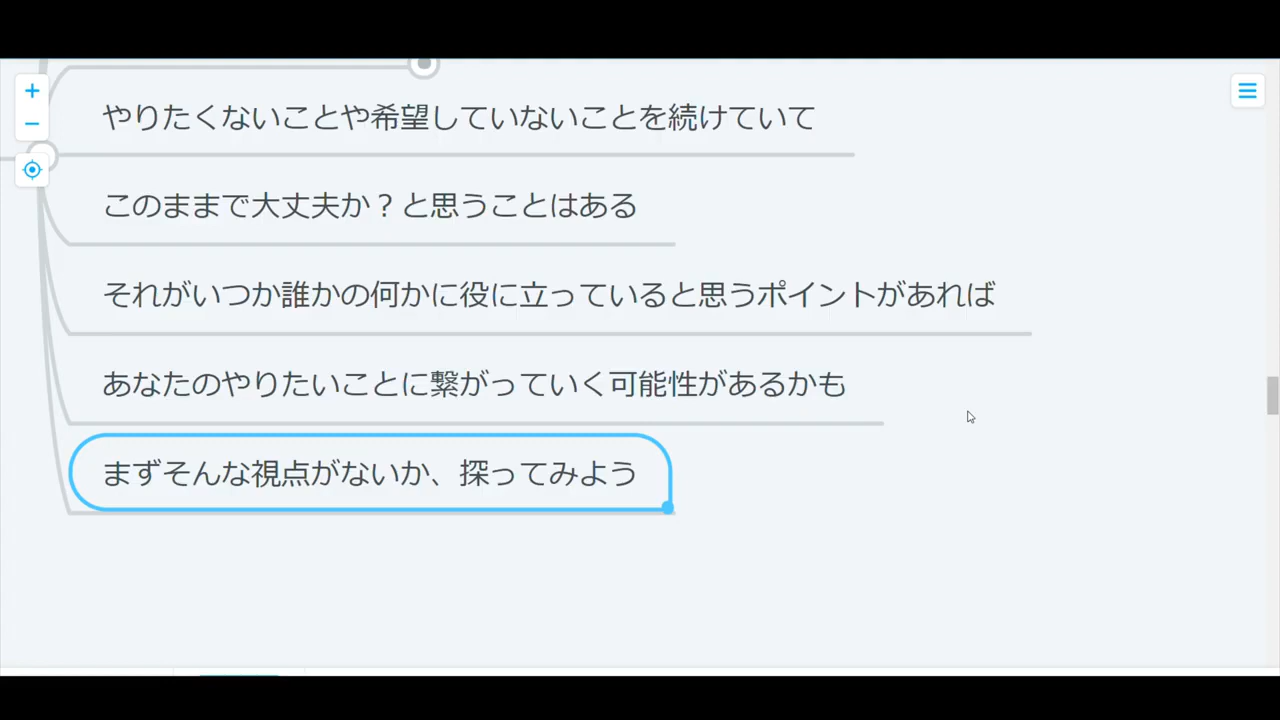 やりたくないことや希望していないことを続けていて
このままで大丈夫か？と思うことはある
それがいつか誰かの何かに役に立っていると思うポイントがあれば
あなたのやりたいことに繋がっていく可能性があるかも
まずそんな視点がないか、探ってみよう